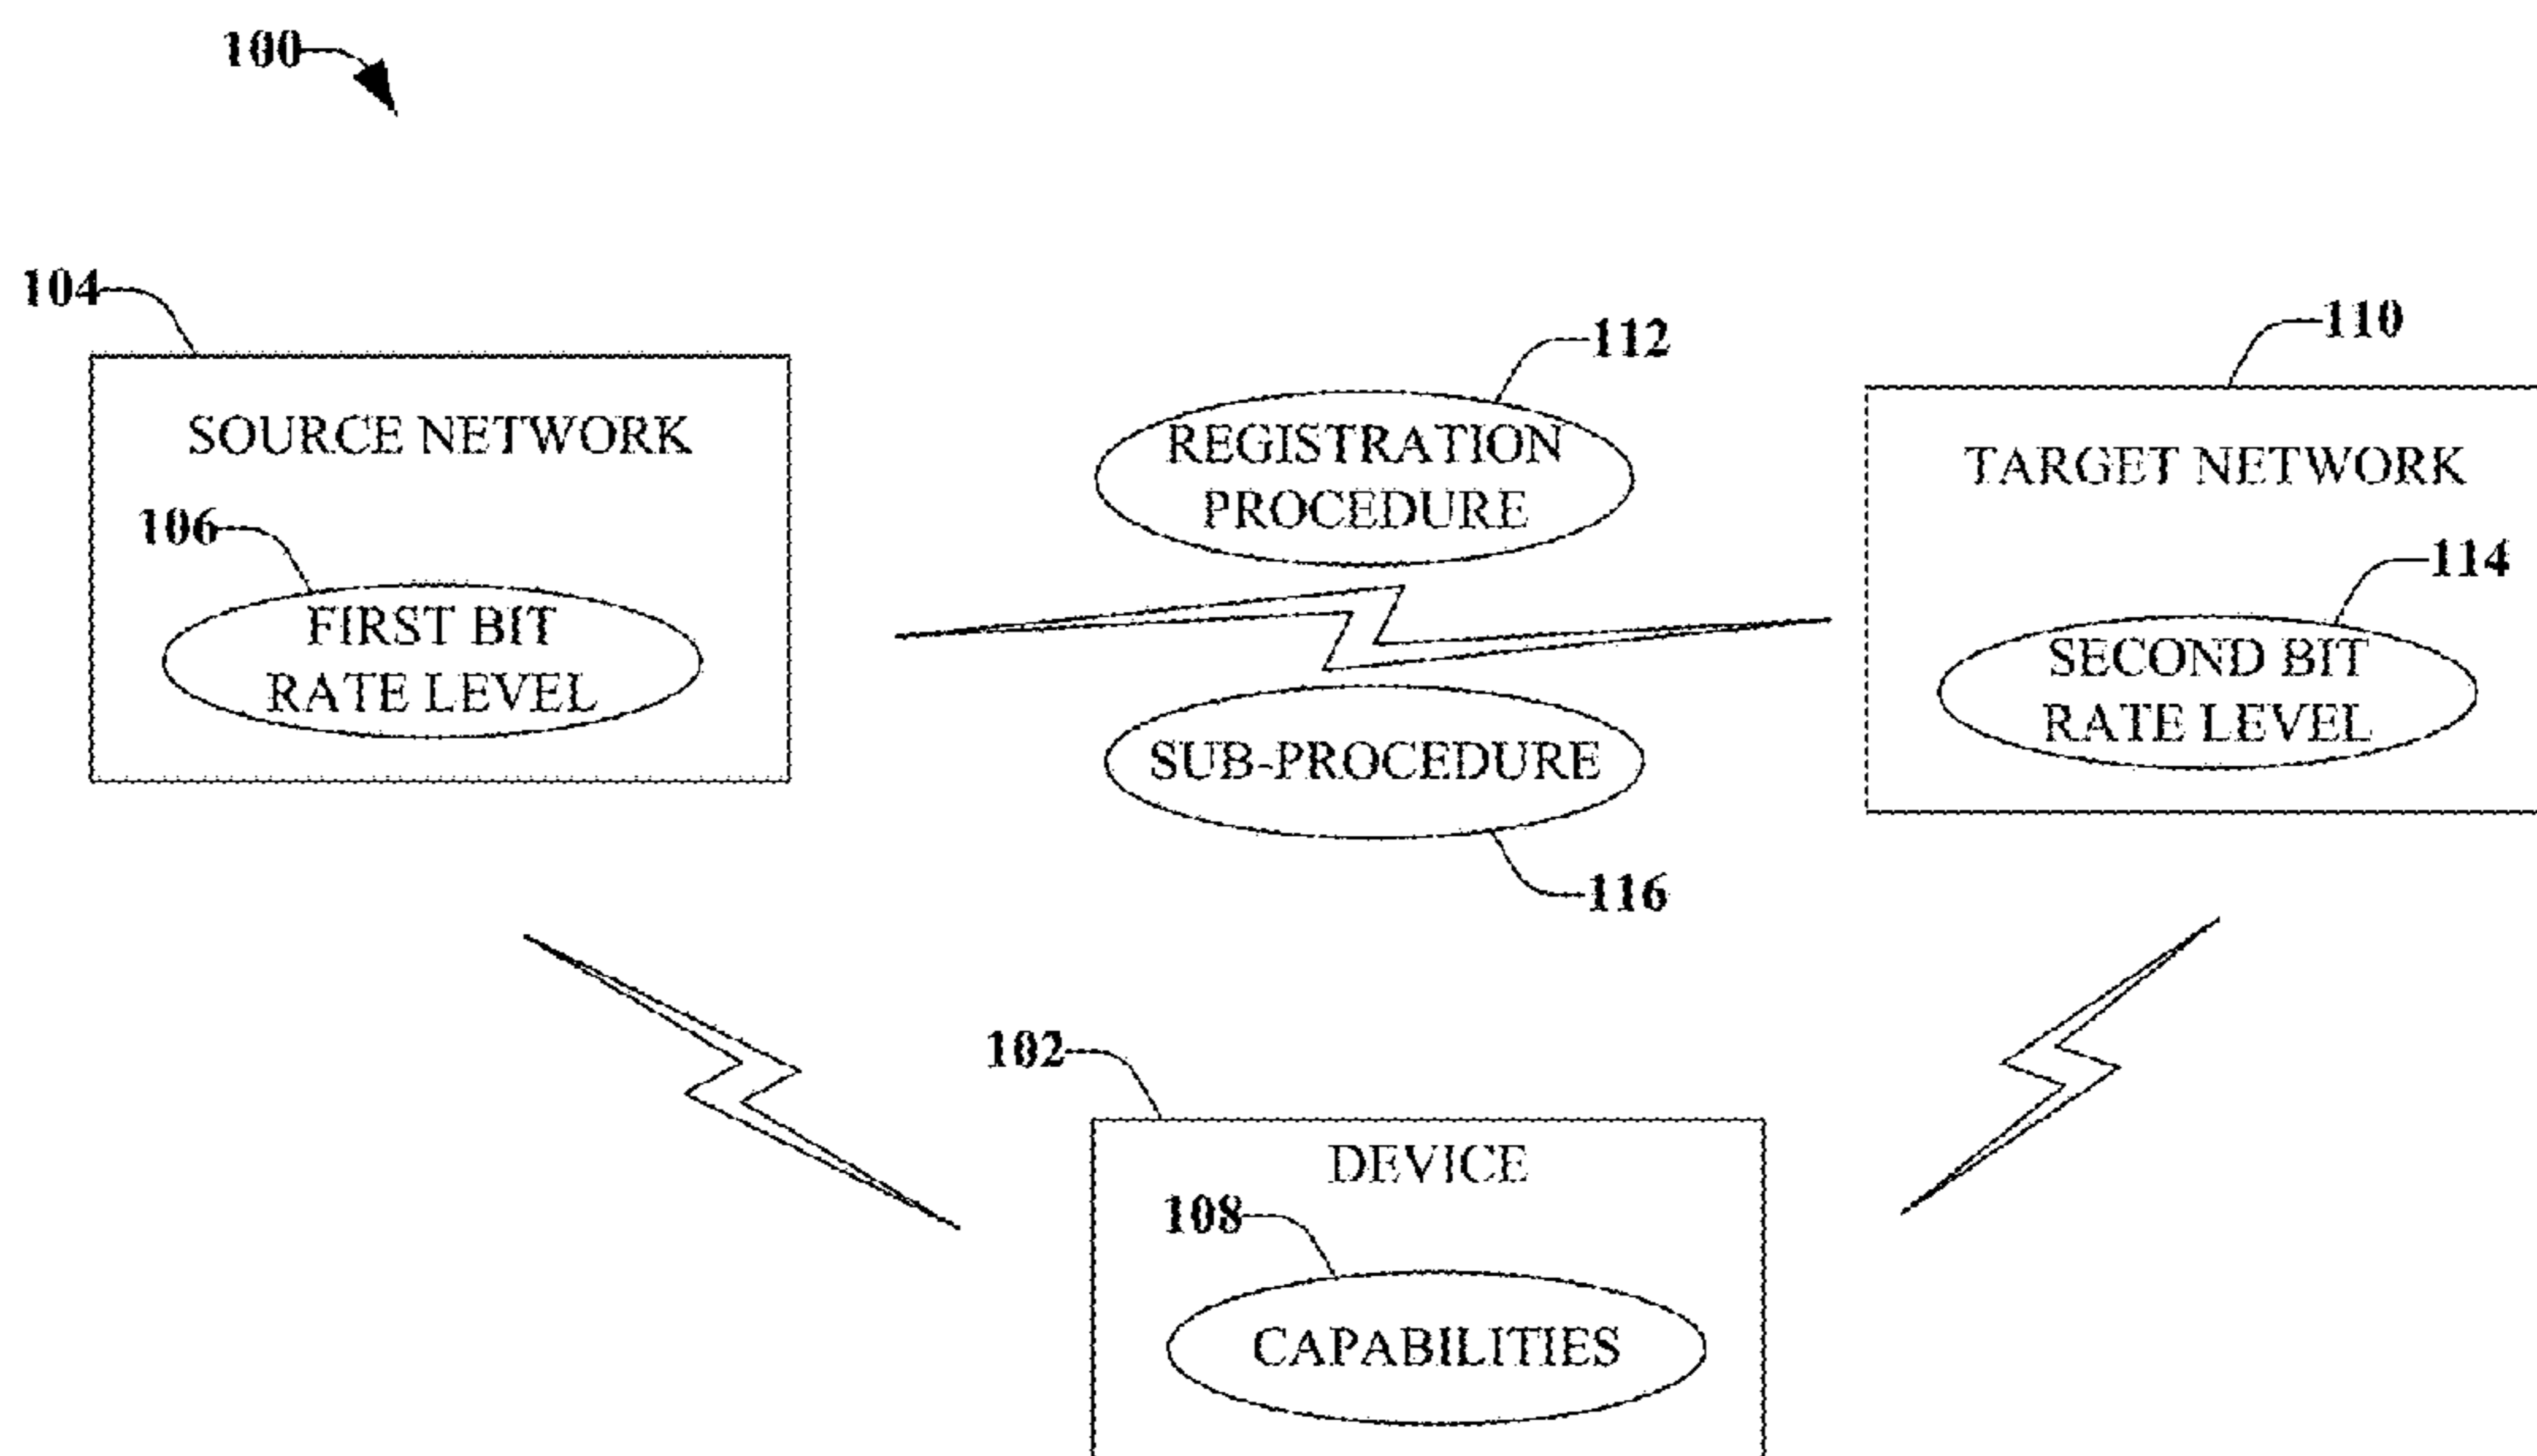 100
104
SOURCE NETWORK
106
FIRST BIT
RATE LEVEL
112
REGISTRATION
PROCEDURE
SUB-PROCEDURE
116
110
TARGET NETWORK
114
SECOND BIT
RATE LEVEL
102
DEVICE
108
CAPABILITIES